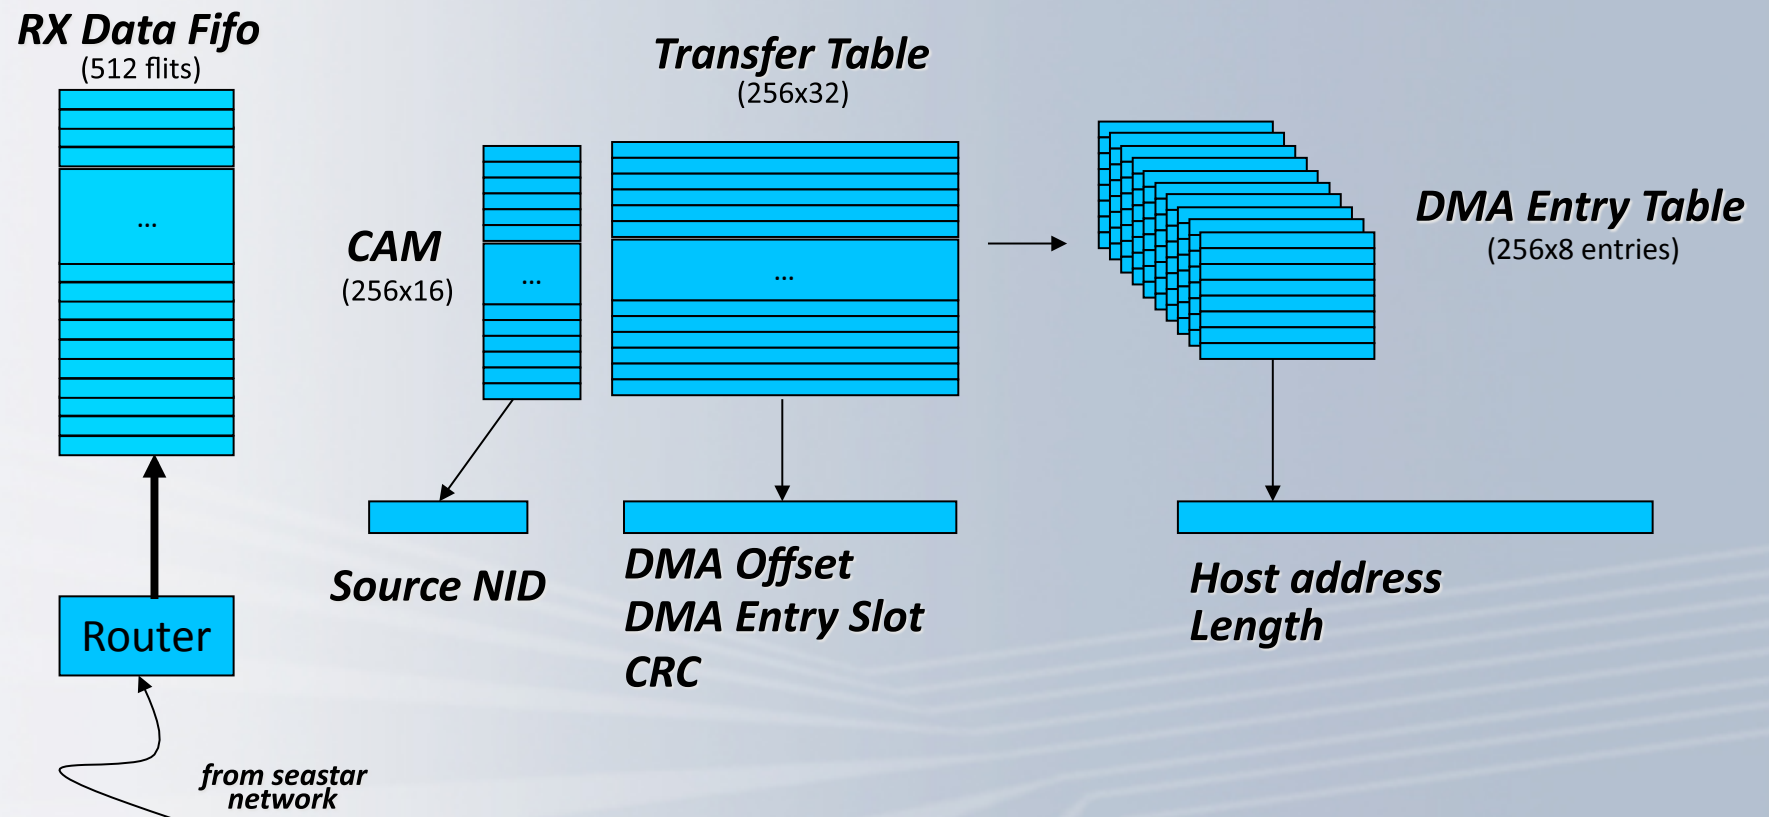 RX Data Fifo
(512 flits)
...
Router
from seastar
network
CAM
(256x16)
...
Source NID
Transfer Table
(256x32)
...
DMA Offset
DMA Entry Slot
CRC
DMA Entry Table
(256x8 entries)
Host address
Length